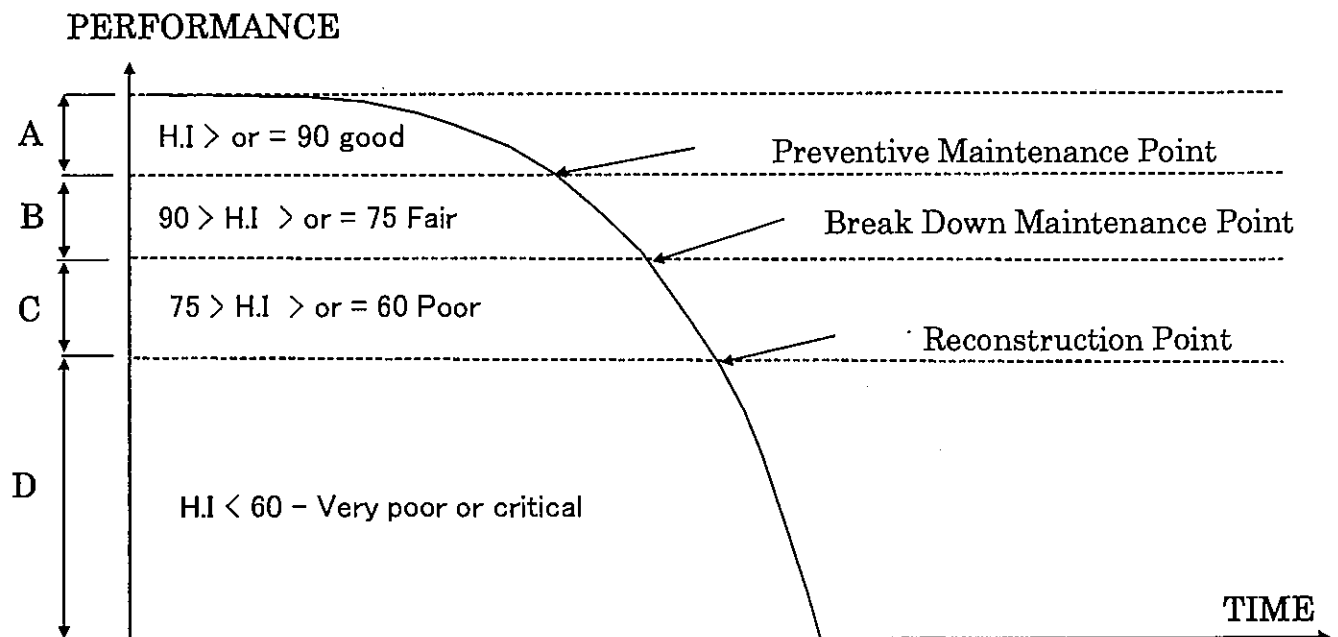 PERFORMANCE
A
H.I > or = 90 good
Preventive Maintenance Point
B
90 > H.I > or = 75 Fair
Break Down Maintenance Point
C
75 > H.I > or = 60 Poor
Reconstruction Point
D
H.I < 60 – Very poor or critical
TIME